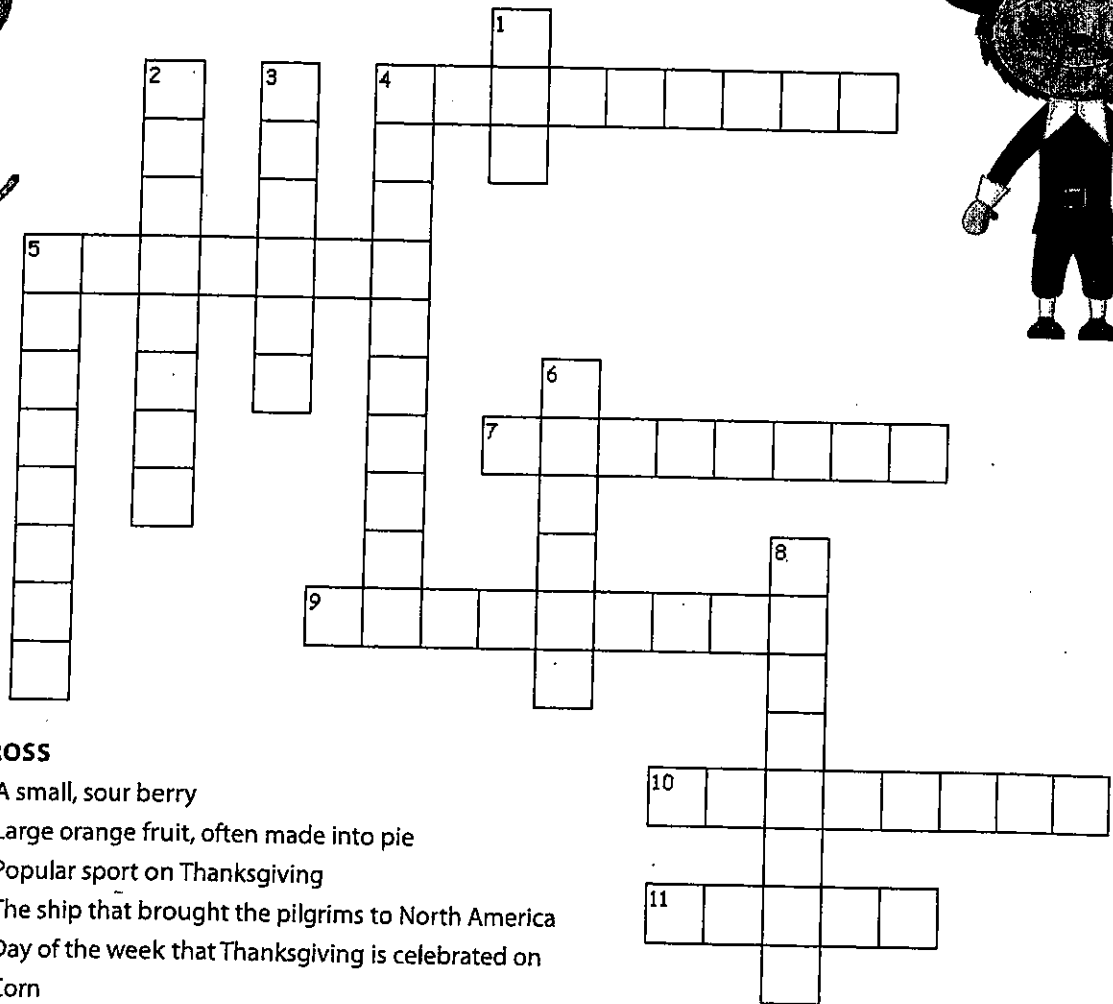 1
2 3 4
5
6
7
8
9
10
11
ROSS
A small, sour berry
Large orange fruit, often made into pie
Popular sport on Thanksgiving
The ship that brought the pilgrims to North America
Day of the week that Thanksgiving is celebrated on
Corn